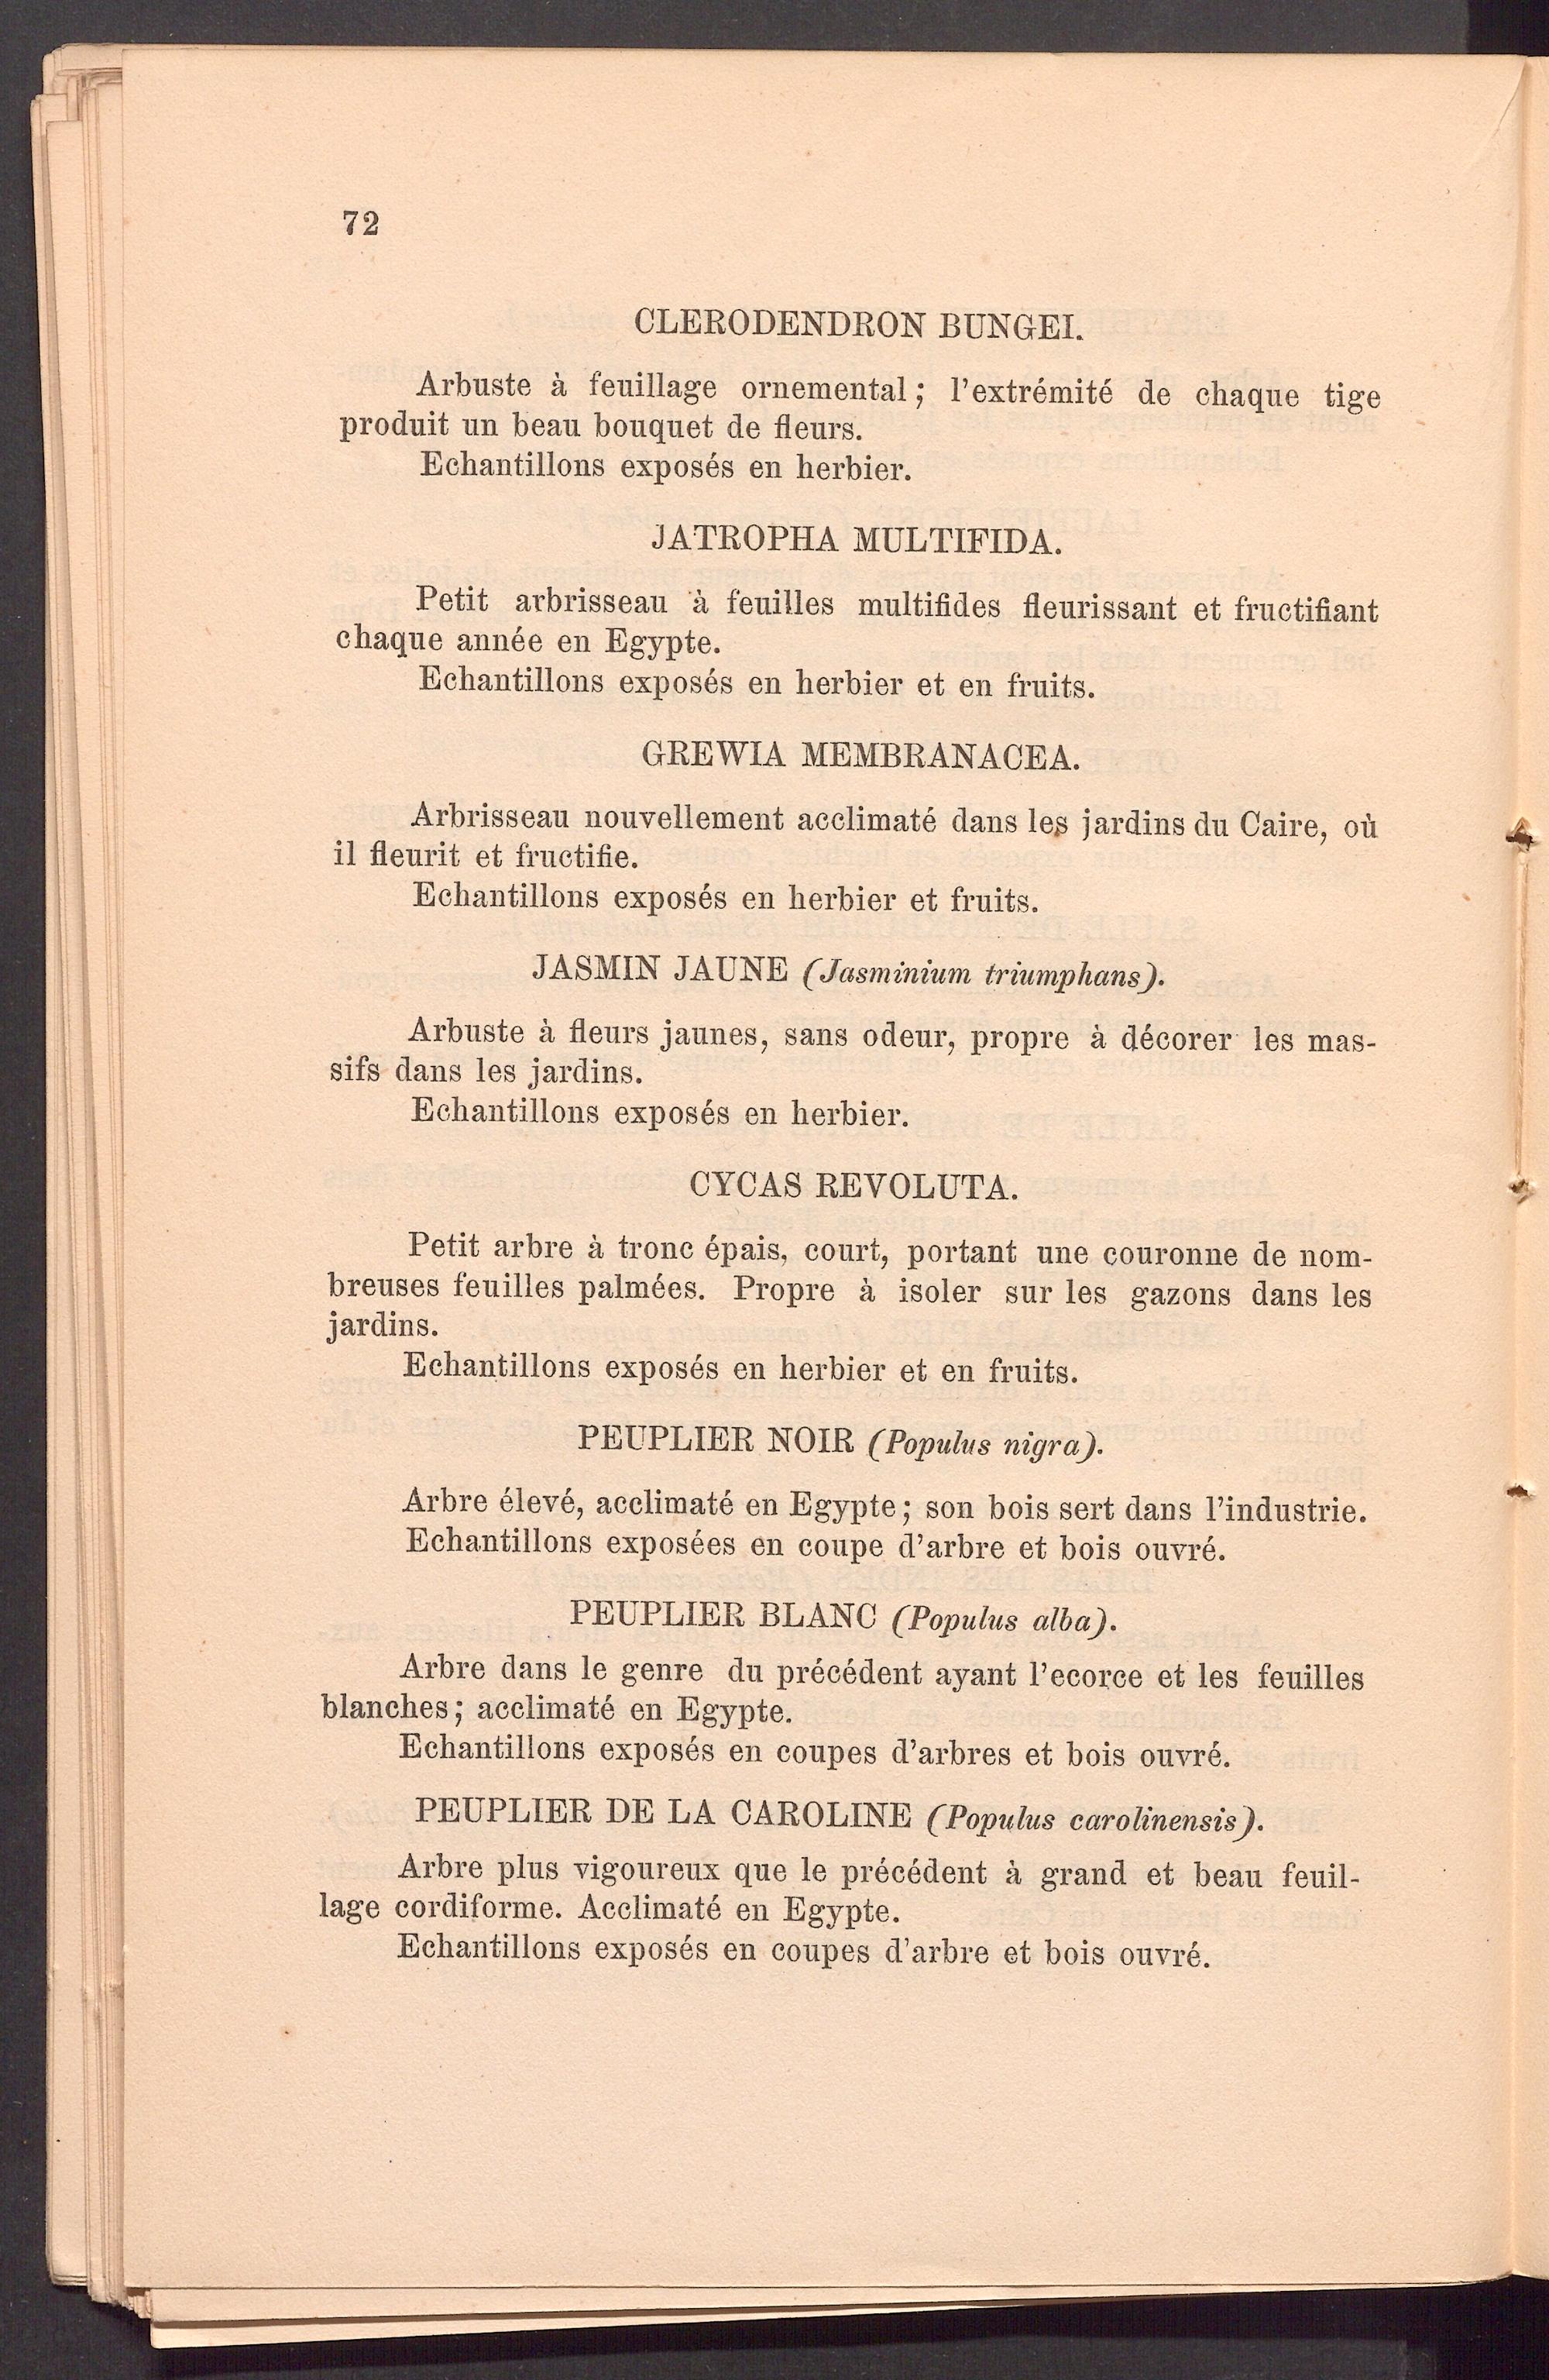 72
CLERODENDRON BUNGEI.
Arbuste à feuillage ornemental ; l'extrémité de chaque tige
produit un beau bouquet de fleurs.
Echantillons exposés en herbier.
JATROPHA MULTIFIDA.
Petit arbrisseau à feuilles multifides fleurissant et fructifiant
chaque année en Egypte.
Echantillons exposés en herbier et en fruits.
GREWIA MEMBRANACEA.
Arbrisseau nouvellement acclimaté dans les jardins du Caire, où
il fleurit et fructifie.
Echantillons exposés en herbier et fruits.
JASMIN JAUNE (Jasminium triumphans).
Arbuste à fleurs jaunes, sans odeur, propre à décorer les mas-
sifs dans les jardins.
Echantillons exposés en herbier.
CYCAS REVOLUTA.
Petit arbre à tronc épais, court, portant une couronne de nom-
breuses feuilles palmées. Propre à isoler sur les gazons dans les
jardins.
Echantillons exposés en herbier et en fruits.
PEUPLIER NOIR (Populus nigra).
Arbre élevé, acclimaté en Egypte ; son bois sert dans l'industrie.
Echantillons exposées en coupe d'arbre et bois ouvré.
PEUPLIER BLANC (Populus alba).
Arbre dans le genre du précédent ayant l'ecorce et les feuilles
blanches ; acclimaté en Egypte.
Echantillons exposés en coupes d'arbres et bois ouvré.
PEUPLIER DE LA CAROLINE (Populus carolinensis).
Arbre plus vigoureux que le précédent à grand et beau feuil-
lage cordiforme. Acclimaté en Egypte.
Echantillons exposés en coupes d'arbre et bois ouvré.